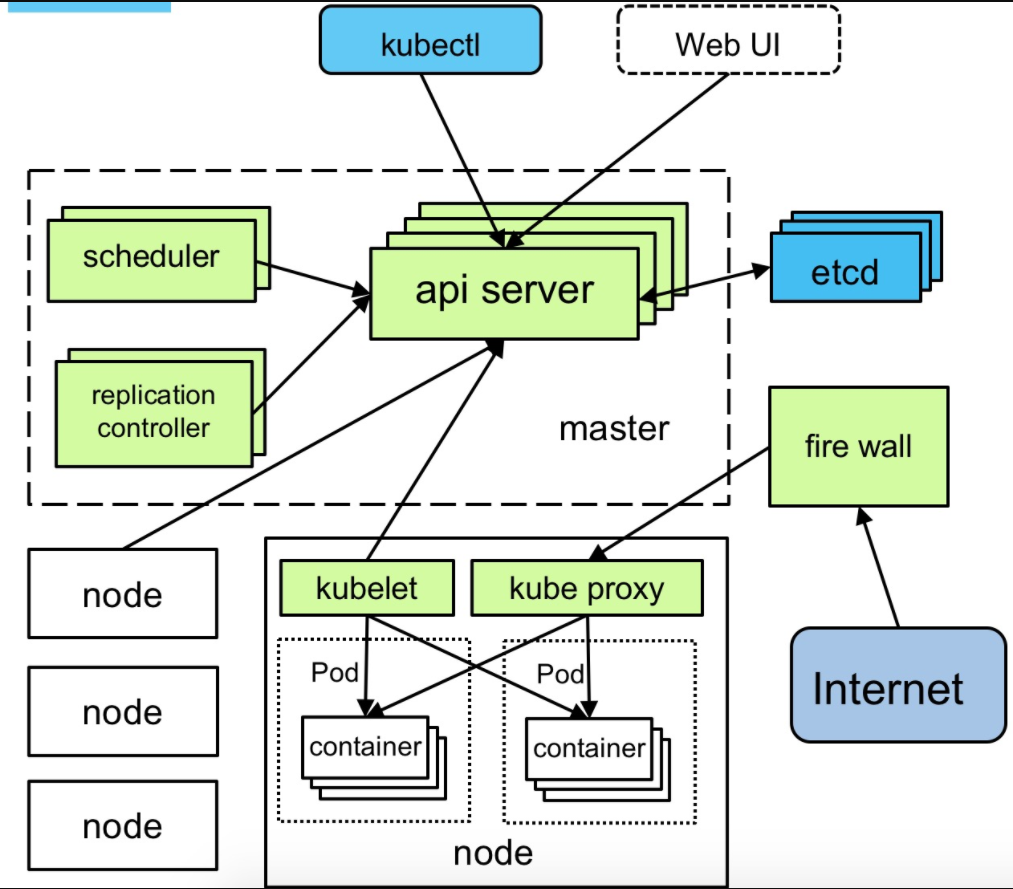 kubectl
Web UI
scheduler
api server
etcd
replication
controller
master
fire wall
node
kubelet
kube proxy
Pod
Pod
Internet
node
container
container
node
node